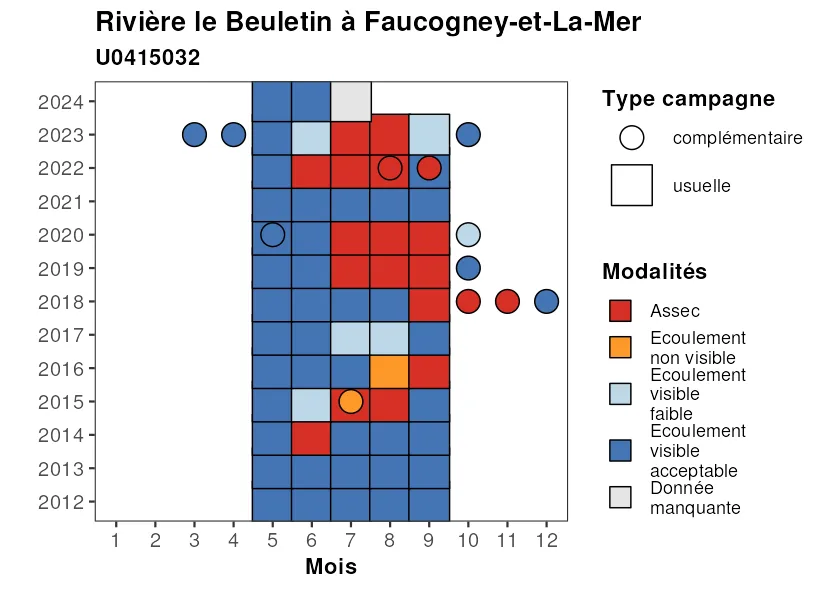 Rivière le Beuletin à Faucogney-et-La-Mer
U0415032
2024
2023
2022
2021
2020
2019
2018
2017
2016
2015
2014
2013
2012
1 2 3 4 5 6 7 8 9 10 11 12
Mois
Type campagne
complémentaire
usuelle
Modalités
Assec
Ecoulement
non visible
Ecoulement
visible
faible
Ecoulement
visible
acceptable
Donnée
manquante